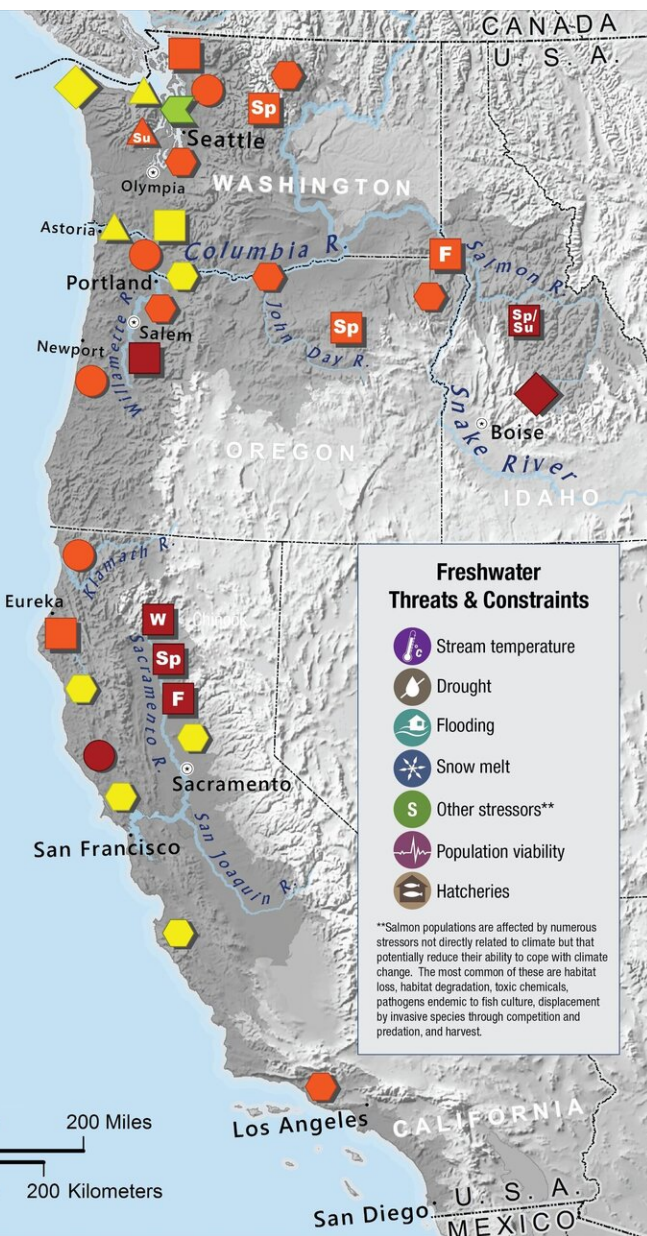 CANADA
U. S. A.
Sp
Seattle
Su
Olympia
WASHINGTON
Astoria
Columbia R.
F
Salmon R.
Portland
Willamette R.
Salem
John Day R.
Sp
Sp/
Su
Newport
Snake River
Boise
OREGON
IDAHO
Klamath R.
Eureka
W
Sp
F
Sacramento R.
Sacramento
San Francisco
San Joaquin R.
Freshwater
Threats & Constraints
°C
Stream temperature
Drought
Flooding
Snow melt
S
Other stressors**
Population viability
Hatcheries
**Salmon populations are affected by numerous
stressors not directly related to climate but that
potentially reduce their ability to cope with climate
change. The most common of these are habitat
loss, habitat degradation, toxic chemicals,
pathogens endemic to fish culture, displacement
by invasive species through competition and
predation, and harvest.
200 Miles
200 Kilometers
Los Angeles
CALIFORNIA
San Diego
U. S. A.
MEXICO